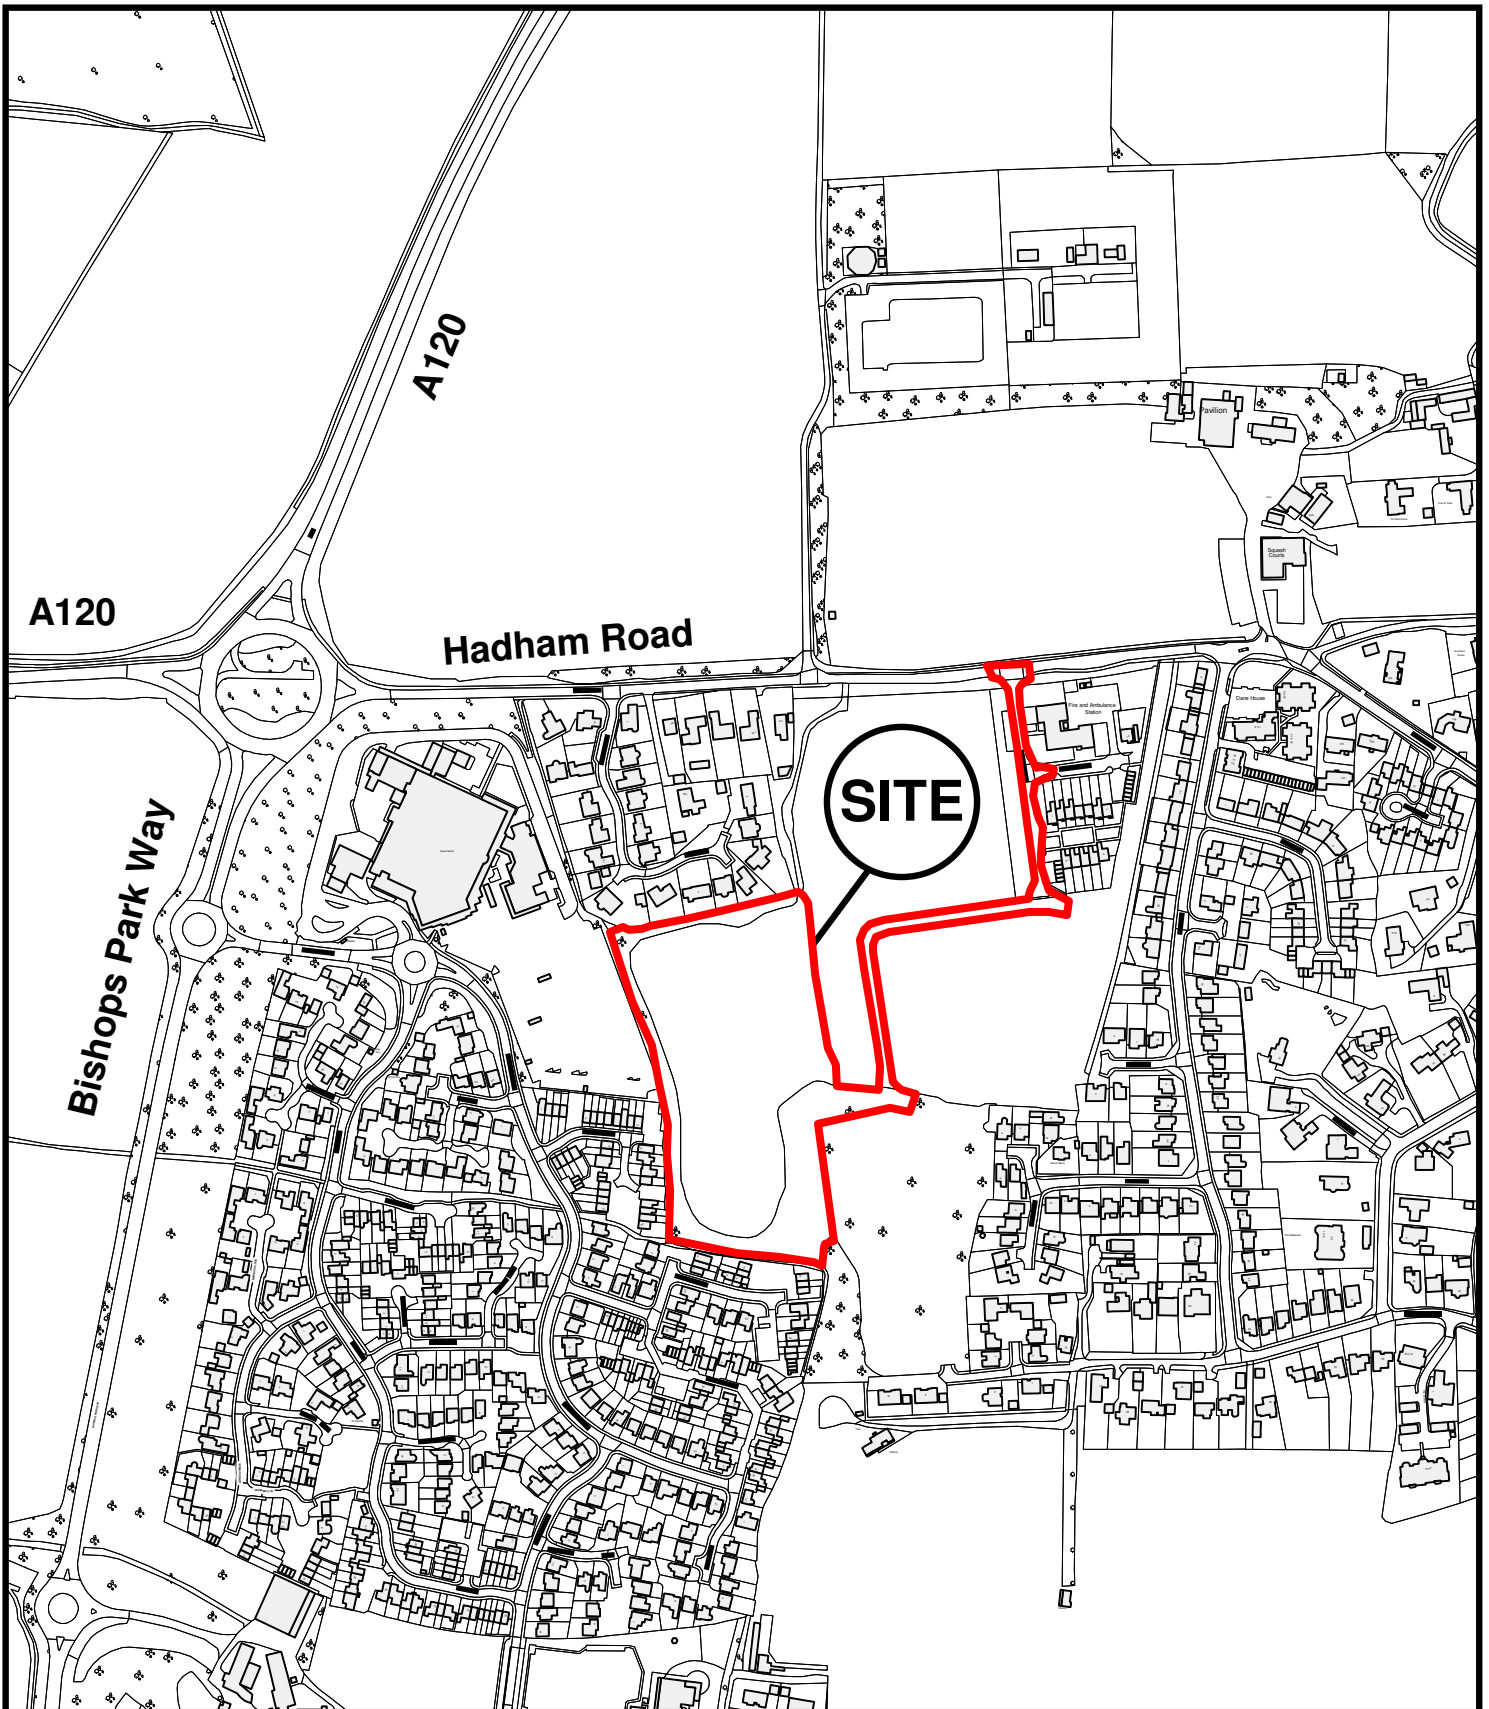 A120
Pavilion
Squash
Courts
A120
Hadham Road
Dane House
Fire and Ambulance
Station
SITE
Bishops Park Way